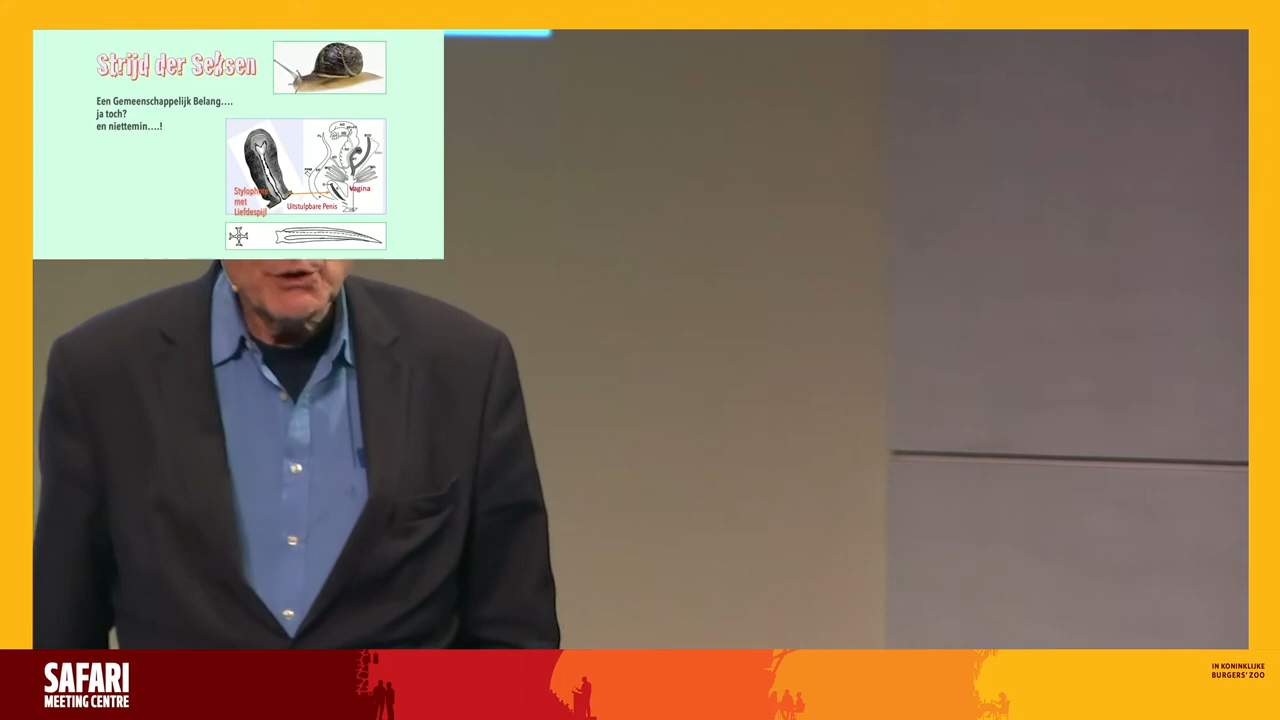 Strijd der Seksen
Een Gemeenschappelijk Belang....
ja toch?
en niettemin....!
Vagina
met
Liefdespijl
Uitstulpbare Penis
SAFARI
MEETING CENTRE
IN KONINKLIJKE
BURGERS' ZOO